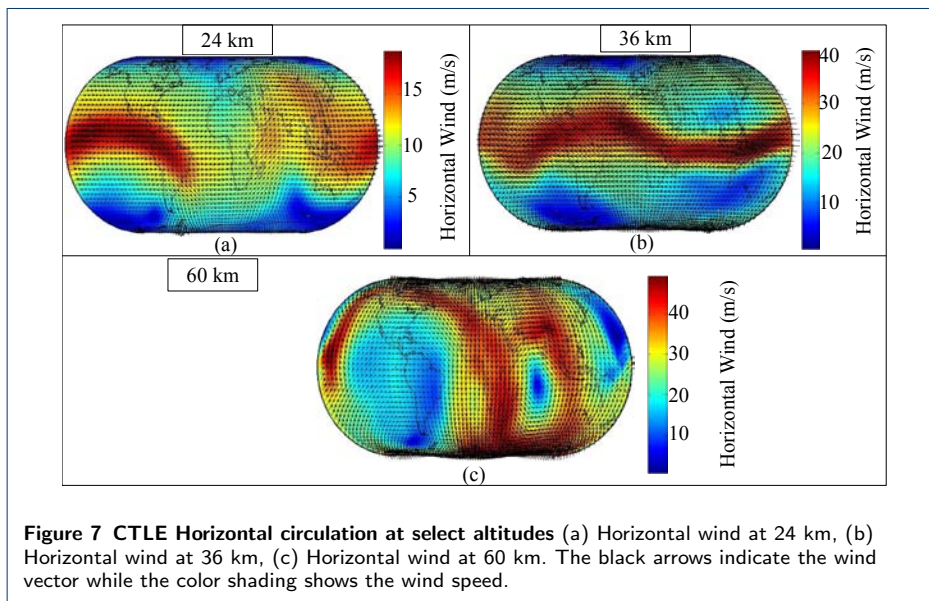 24 km
15
10
5
Horizontal Wind (m/s)
(a)
36 km
40
30
20
10
Horizontal Wind (m/s)
(b)
60 km
40
30
20
10
Horizontal Wind (m/s)
(c)
Figure 7 CTLE Horizontal circulation at select altitudes (a) Horizontal wind at 24 km, (b)
Horizontal wind at 36 km, (c) Horizontal wind at 60 km. The black arrows indicate the wind
vector while the color shading shows the wind speed.